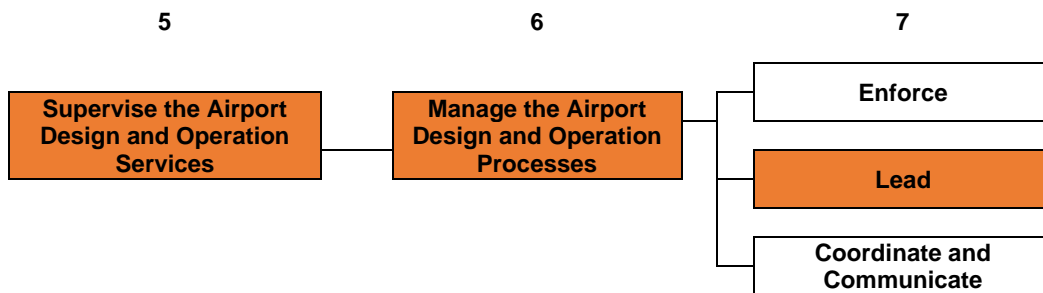 5 6 7
Supervise the Airport
Design and Operation
Services
Manage the Airport
Design and Operation
Processes
Enforce
Lead
Coordinate and
Communicate